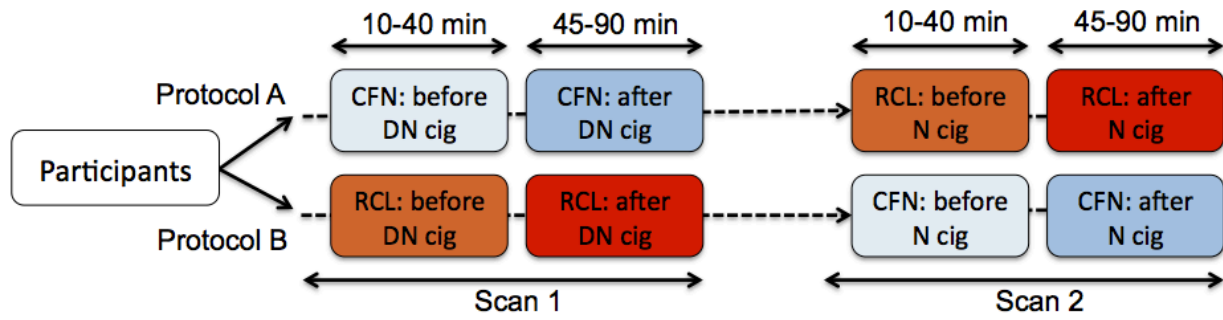 10-40 min
45-90 min
10-40 min
45-90 min
Protocol A
CFN: before
DN cig
CFN: after
DN cig
RCL: before
N cig
RCL: after
N cig
Participants
Protocol B
RCL: before
DN cig
RCL: after
DN cig
CFN: before
N cig
CFN: after
N cig
Scan 1
Scan 2